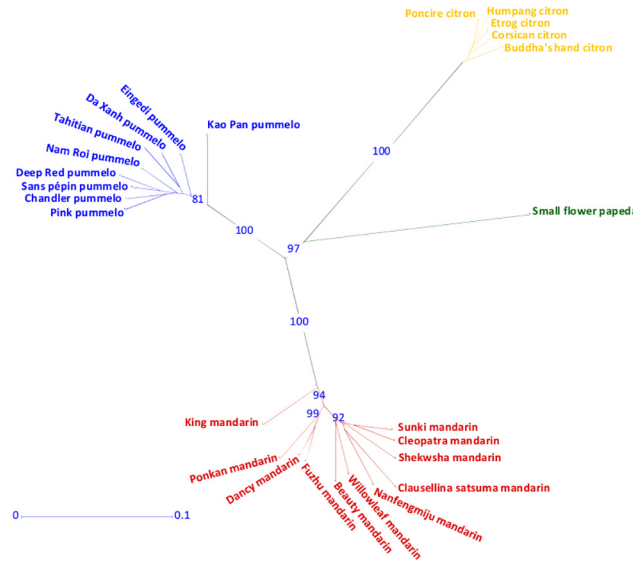 Humpang citron
Poncire citron
Etrog citron
Corsican citron
Buddha's hand citron
Eingedi pummelo
Da Xanh pummelo
Tahitian pummelo
Kao Pan pummelo
Nam Roi pummelo
Deep Red pummelo
Sans pépin pummelo
Chandler pummelo
Pink pummelo
81
100
Small flower papeda
100
97
100
94
99
92
King mandarin
Sunki mandarin
Cleopatra mandarin
Shekwsha mandarin
Ponkan mandarin
Dancy mandarin
Fuzhu mandarin
Beauty mandarin
Willowleaf mandarin
Nanfengmiju mandarin
Clausellina satsuma mandarin
0
0.1